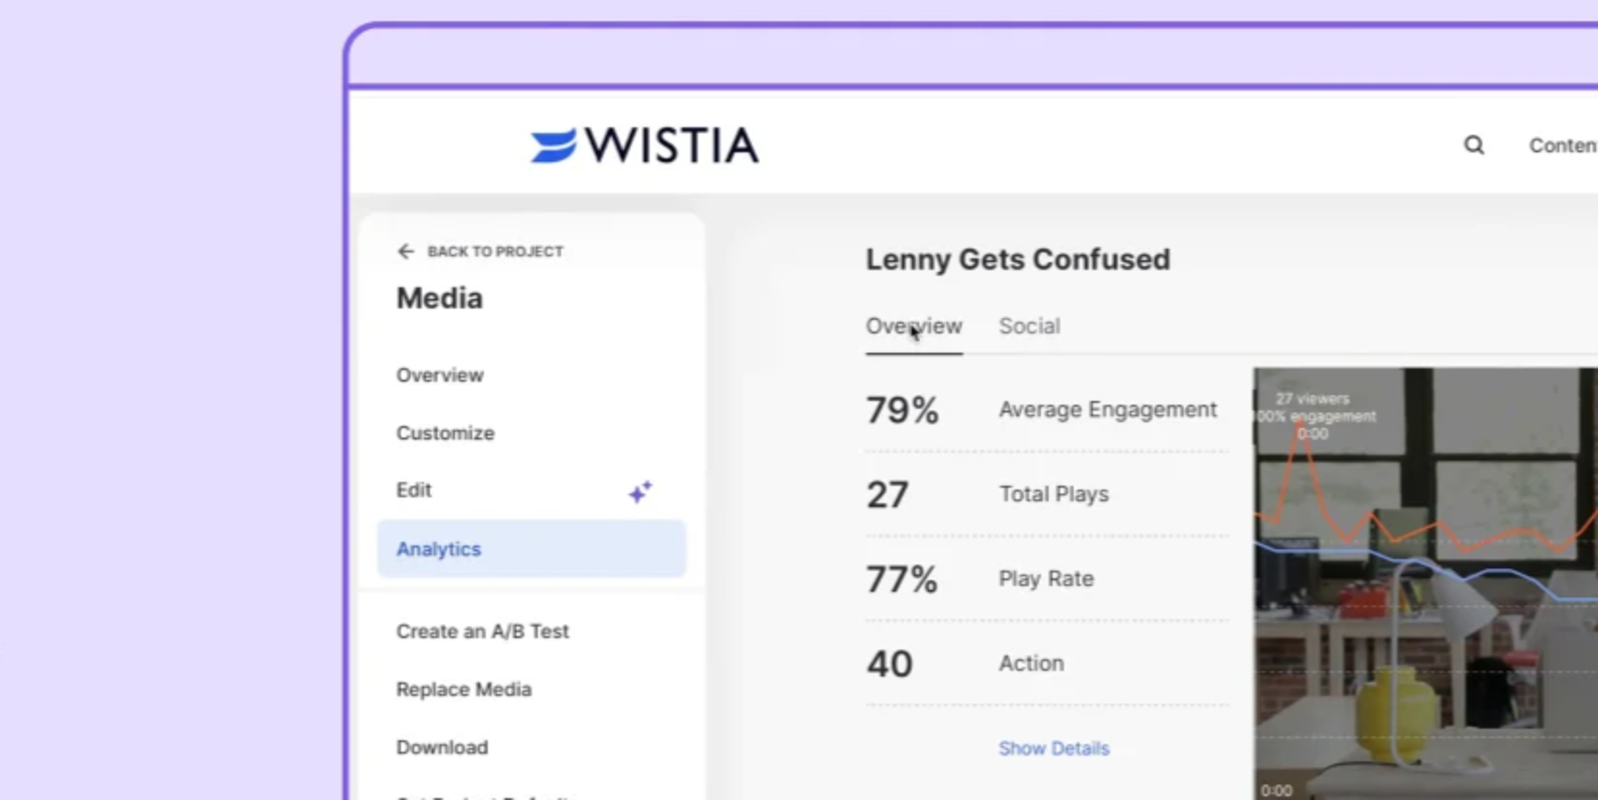 WISTIA
Conten
BACK TO PROJECT
Media
Overview
Customize
Edit
Analytics
Create an A/B Test
Replace Media
Download
Lenny Gets Confused
Overview Social
79% Average Engagement
27 Total Plays
77% Play Rate
40 Action
Show Details
27 viewers
100% engagement
0:00
0:00